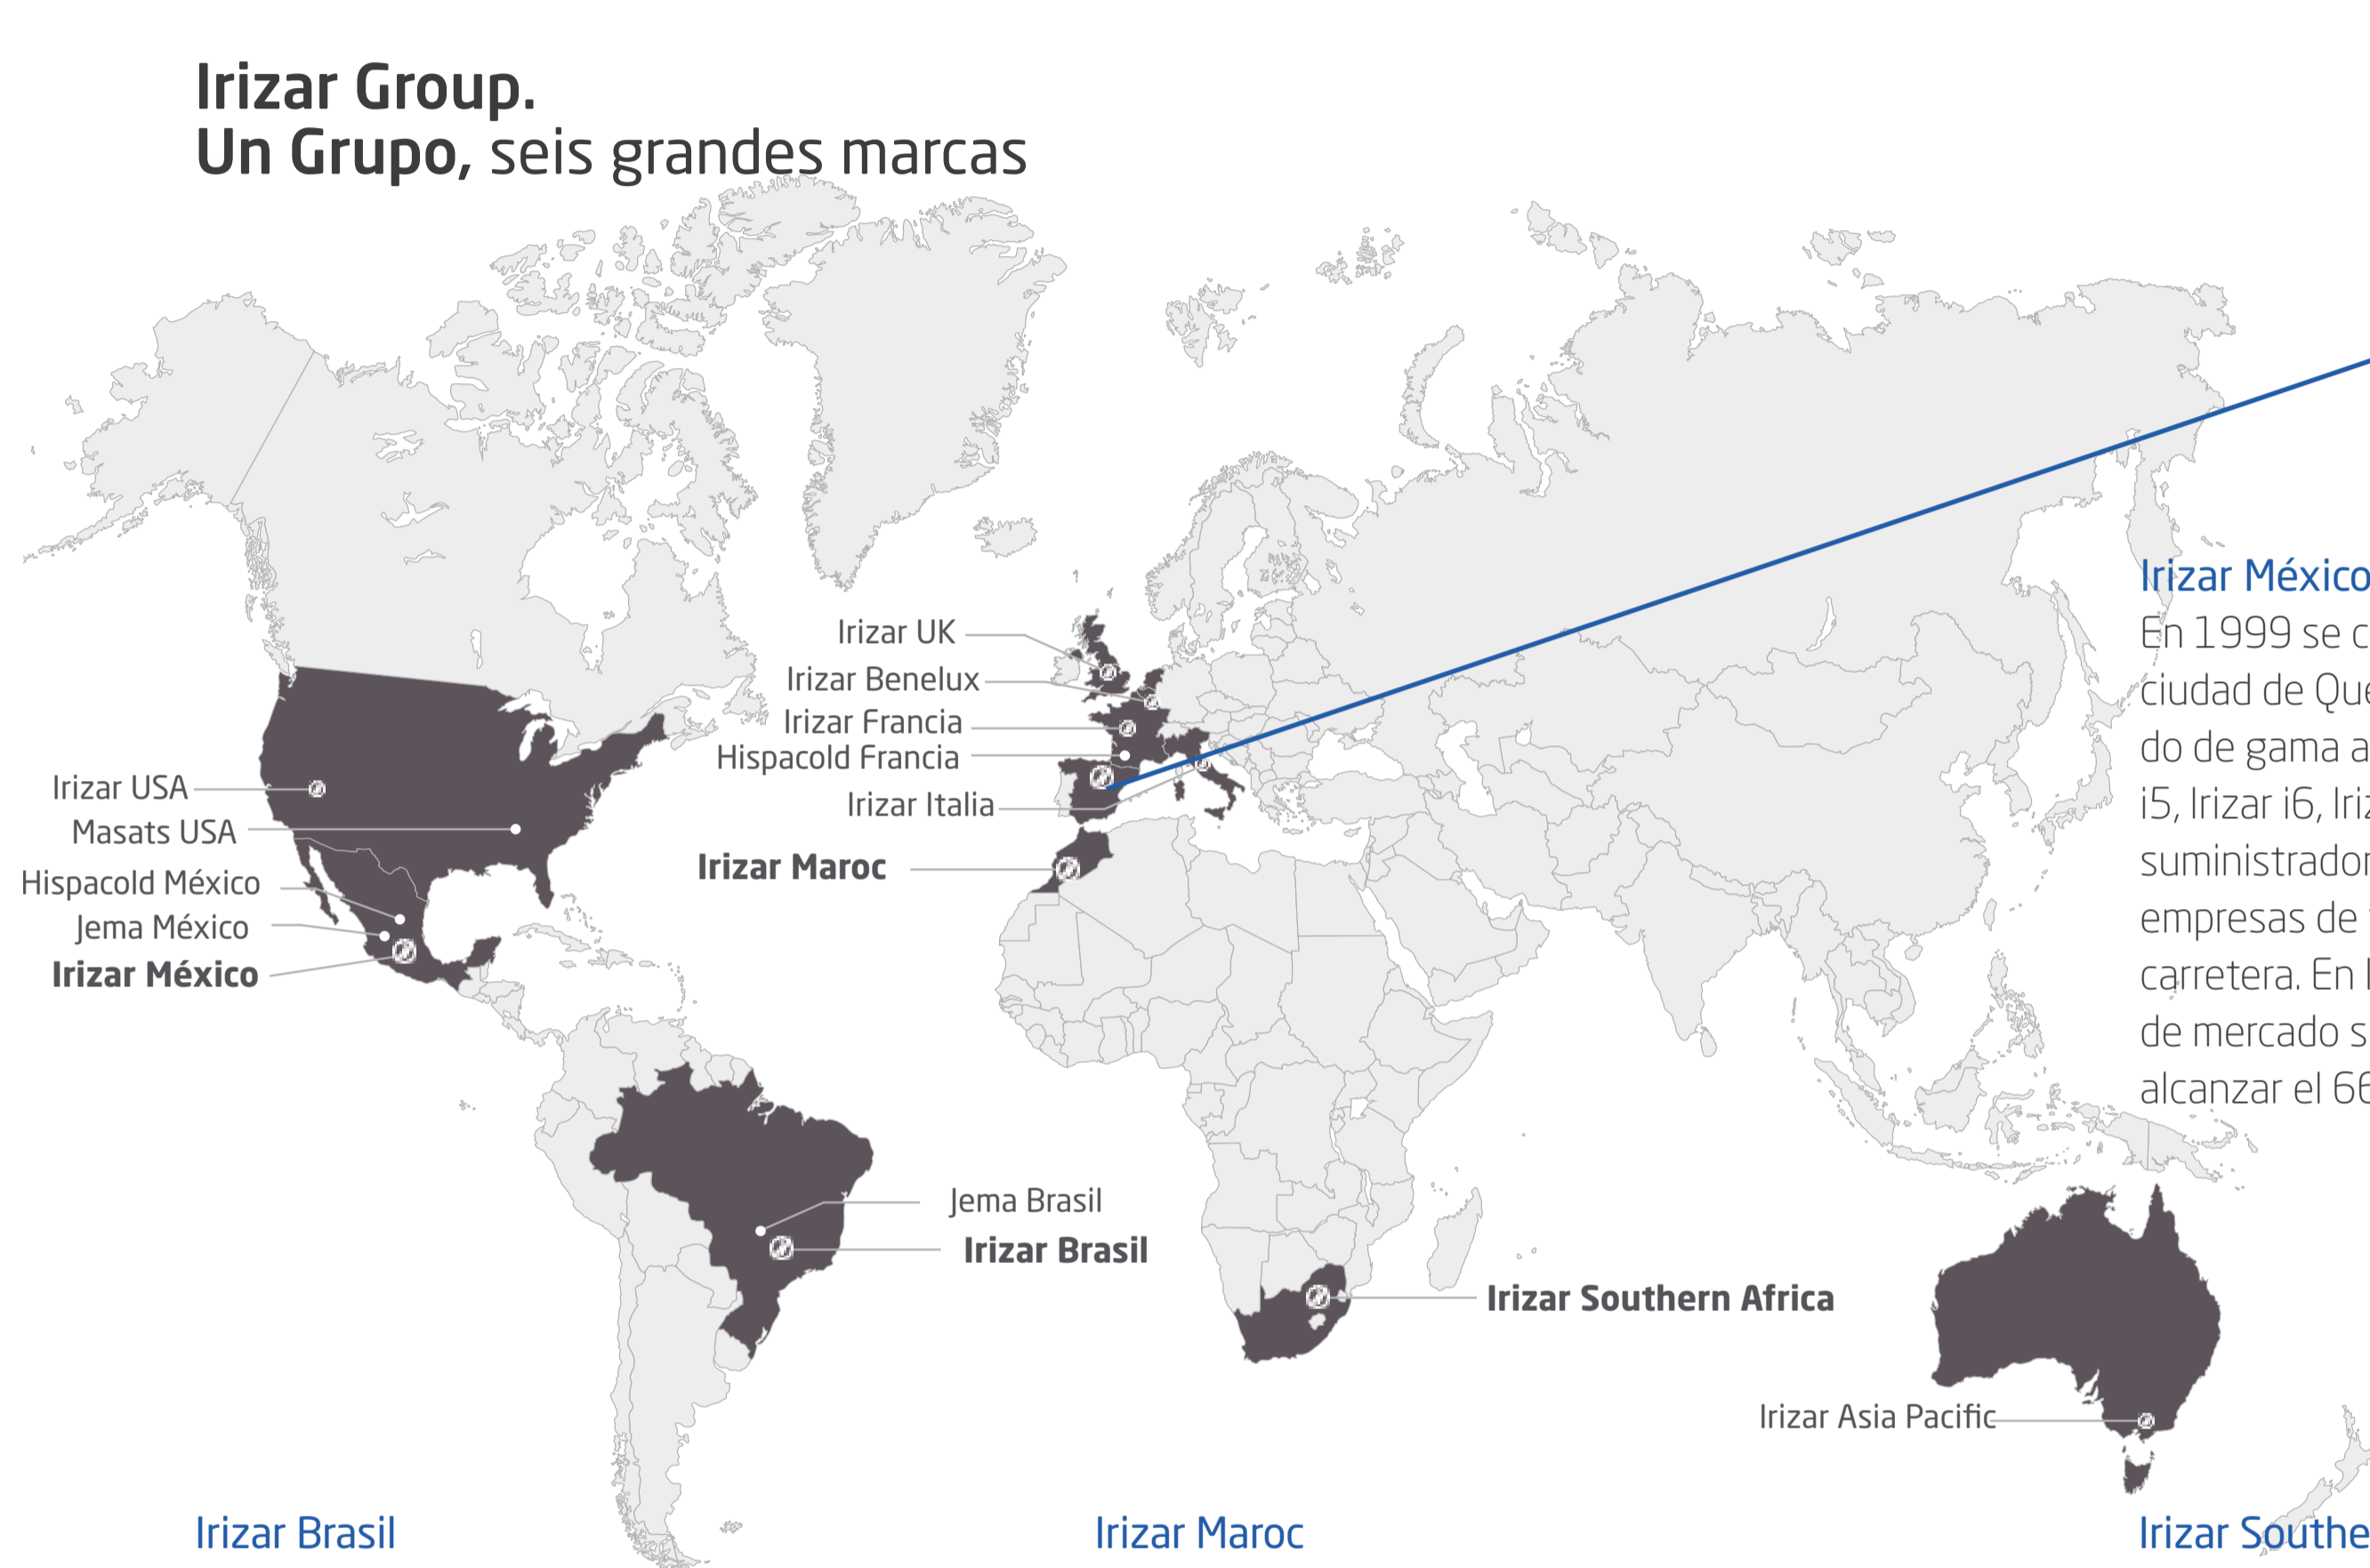 Irizar Group.
Un Grupo, seis grandes marcas
Irizar UK
Irizar Benelux
Irizar Francia
Hispacold Francia
Irizar Italia
Irizar Maroc
Irizar USA
Masats USA
Hispacold México
Jema México
Irizar México
Jema Brasil
Irizar Brasil
Irizar Southern Africa
Irizar Asia Pacific
Irizar México
En 1999 se c
ciudad de Que
do de gama a
i5, Irizar i6, Iriz
suministrador
empresas de
carretera. En
de mercado s
alcanzar el 66
Irizar Brasil
Irizar Maroc
Irizar Southe